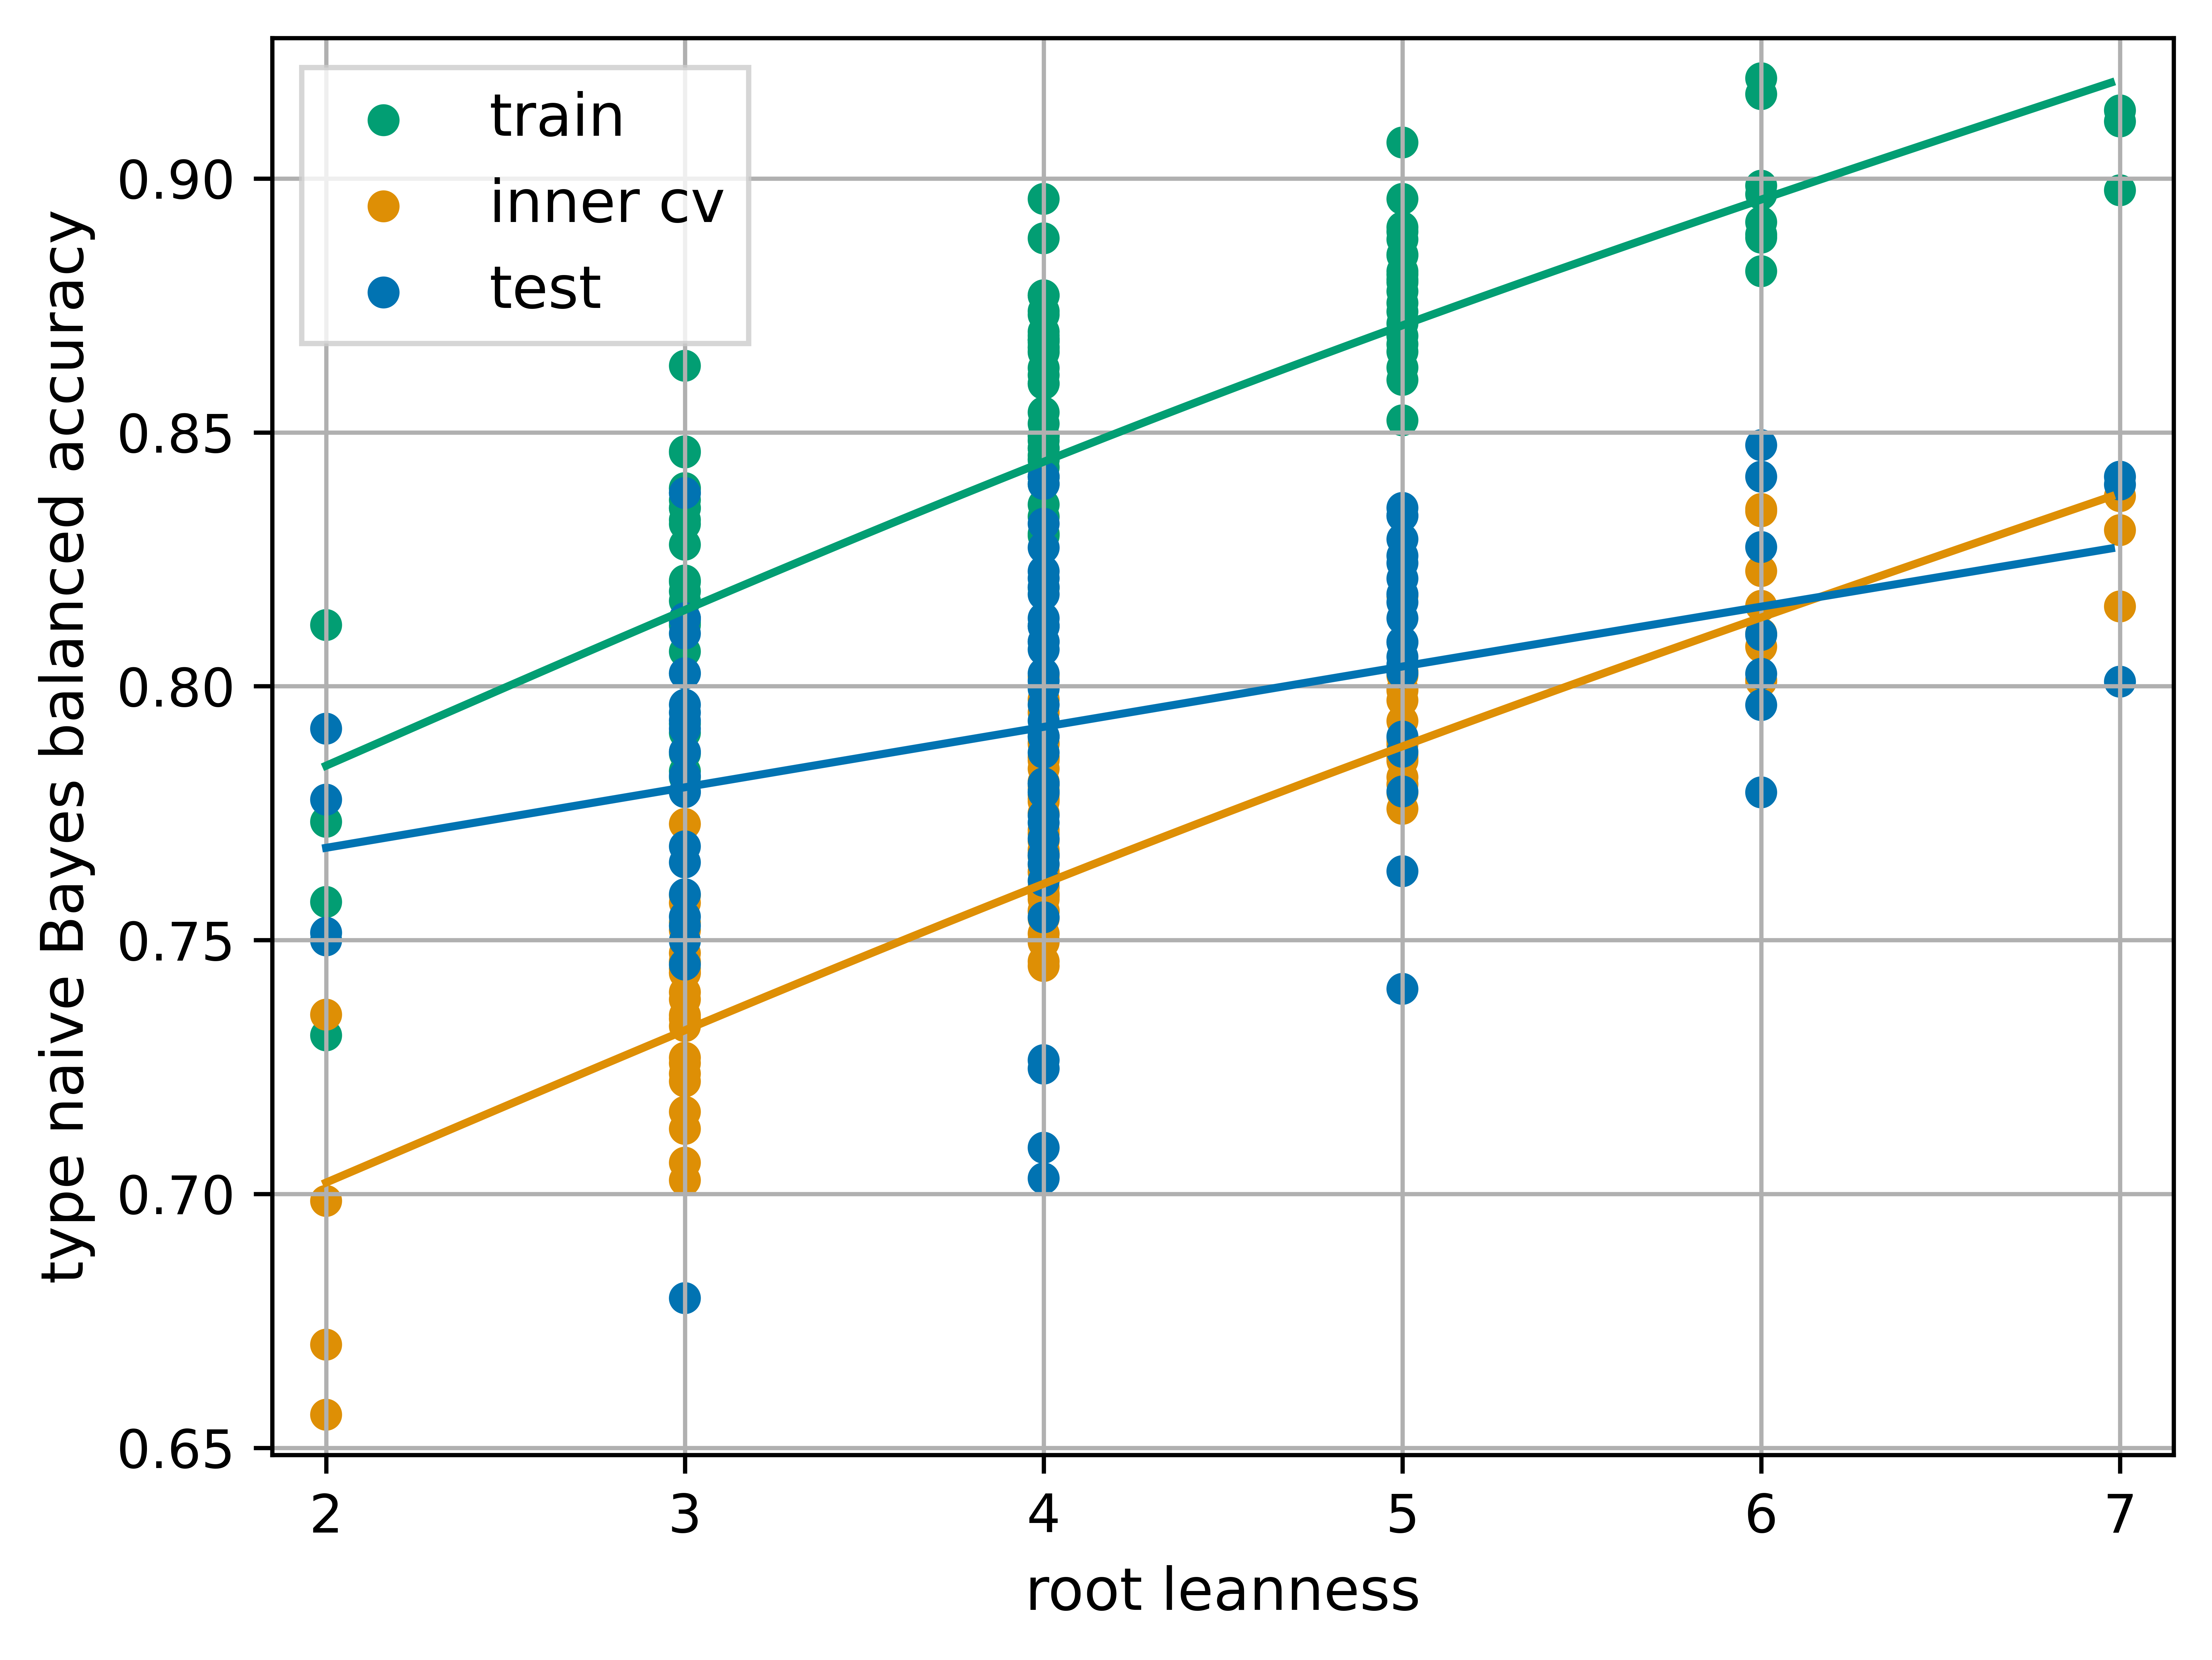 train
inner cv
test
type naive Bayes balanced accuracy
0.90
0.85
0.80
0.75
0.70
0.65
2 3 4 5 6 7
root leanness